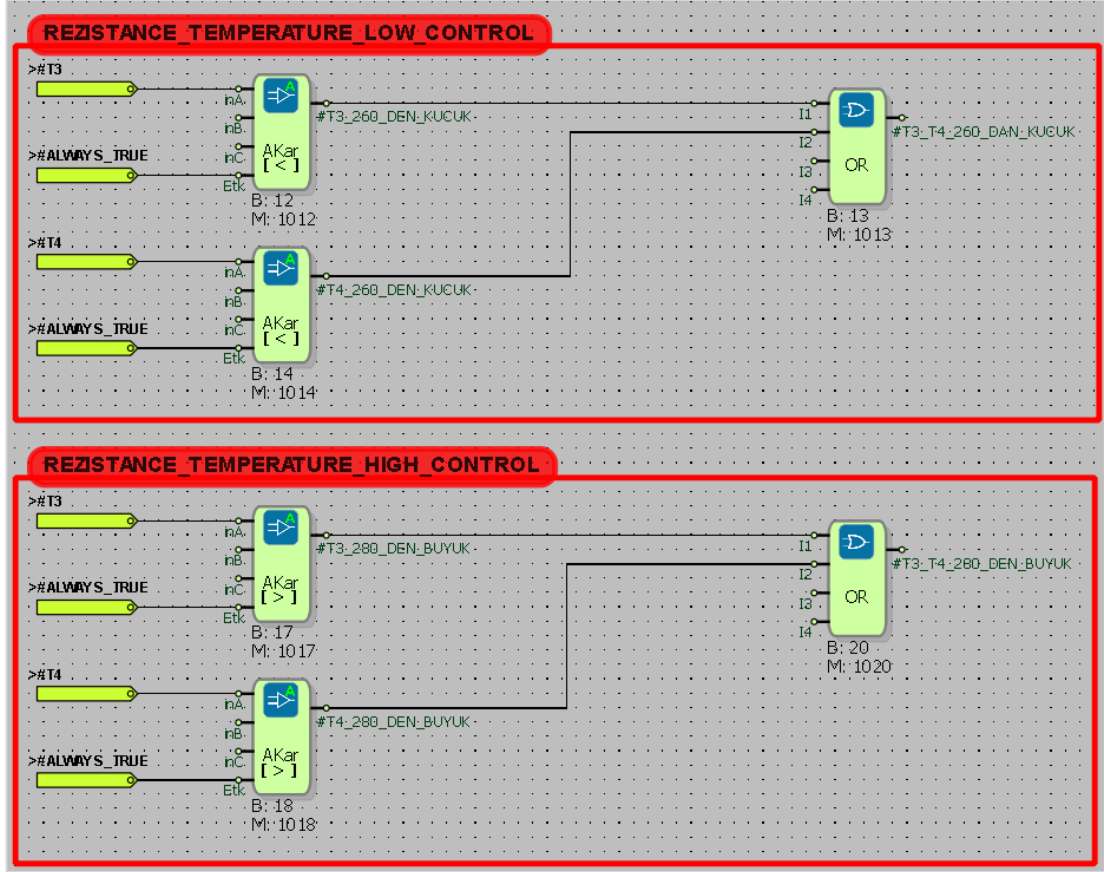 REZISTANCE_TEMPERATURE_LOW_CONTROL
>#T3
inA
#T3_260_DEN_KUCUK
inB
>#ALWAYS_TRUE
inC
AKar
[ < ]
Etk
B: 12
M: 1012
I1
I2
I3
I4
OR
#T3_T4_260_DAN_KUCUK
B: 13
M: 1013
>#T4
inA
#T4_260_DEN_KUCUK
inB
>#ALWAYS_TRUE
inC
AKar
[ < ]
Etk
B: 14
M: 1014
REZISTANCE_TEMPERATURE_HIGH_CONTROL
>#T3
inA
#T3_280_DEN_BUYUK
inB
>#ALWAYS_TRUE
inC
AKar
[ > ]
Etk
B: 17
M: 1017
I1
I2
I3
I4
OR
#T3_T4_280_DEN_BUYUK
B: 20
M: 1020
>#T4
inA
#T4_280_DEN_BUYUK
inB
>#ALWAYS_TRUE
inC
AKar
[ > ]
Etk
B: 18
M: 1018